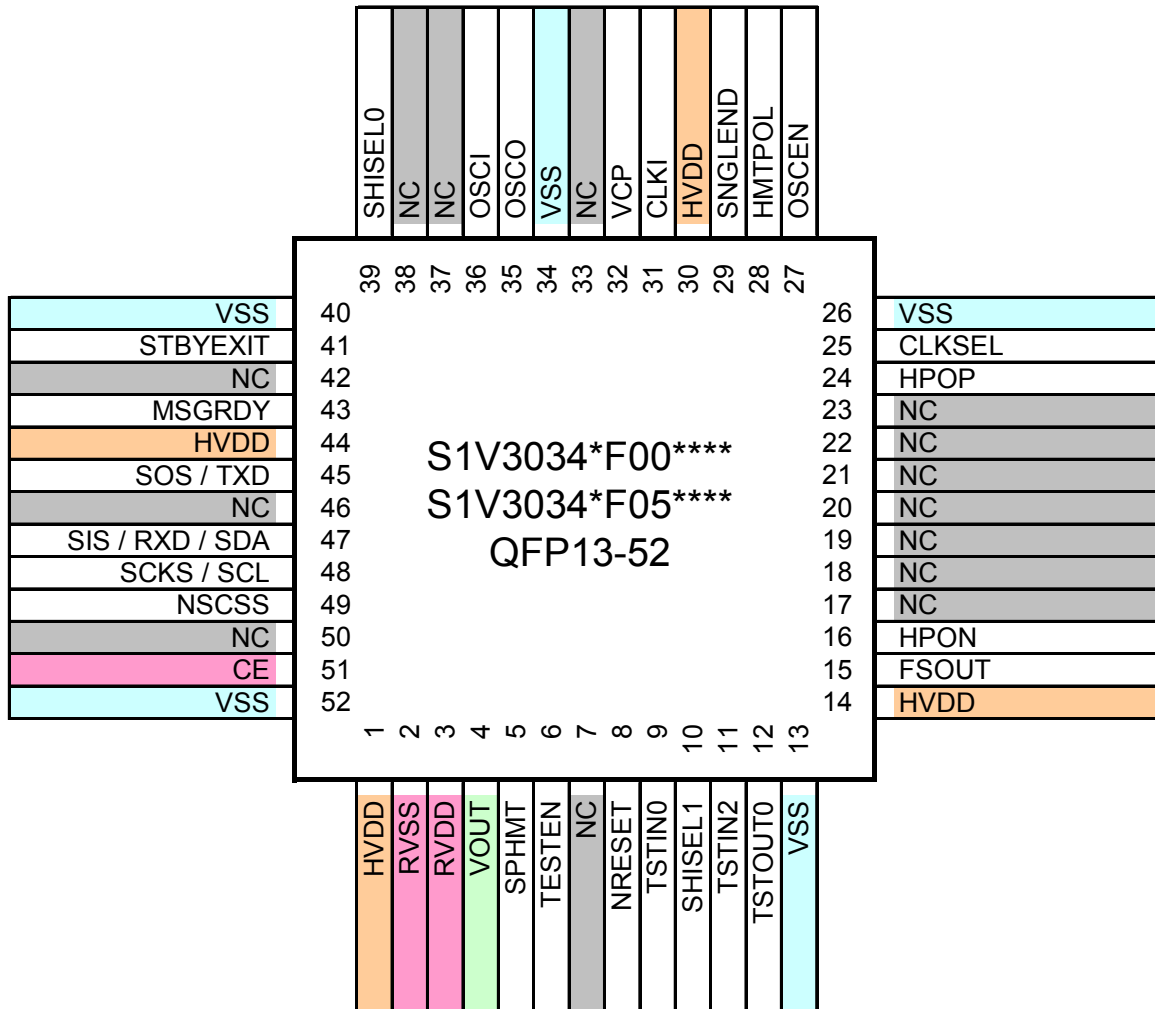 SHISEL0
NC
NC
OSCI
OSCO
VSS
NC
VCP
CLKI
HVDD
SNGLEND
HMTPOL
OSCEN
39 38 37 36 35 34 33 32 31 30 29 28 27
VSS 40
STBYEXIT 41
NC 42
MSGRDY 43
HVDD 44
SOS / TXD 45
NC 46
SIS / RXD / SDA 47
SCKS / SCL 48
NSCSS 49
NC 50
CE 51
VSS 52
S1V3034*F00****
S1V3034*F05****
QFP13-52
26 VSS
25 CLKSEL
24 HPOP
23 NC
22 NC
21 NC
20 NC
19 NC
18 NC
17 NC
16 HPON
15 FSOUT
14 HVDD
1 2 3 4 5 6 7 8 9 10 11 12 13
HVDD
RVSS
RVDD
VOUT
SPHMT
TESTEN
NC
NRESET
TSTIN0
SHISEL1
TSTIN2
TSTOUT0
VSS